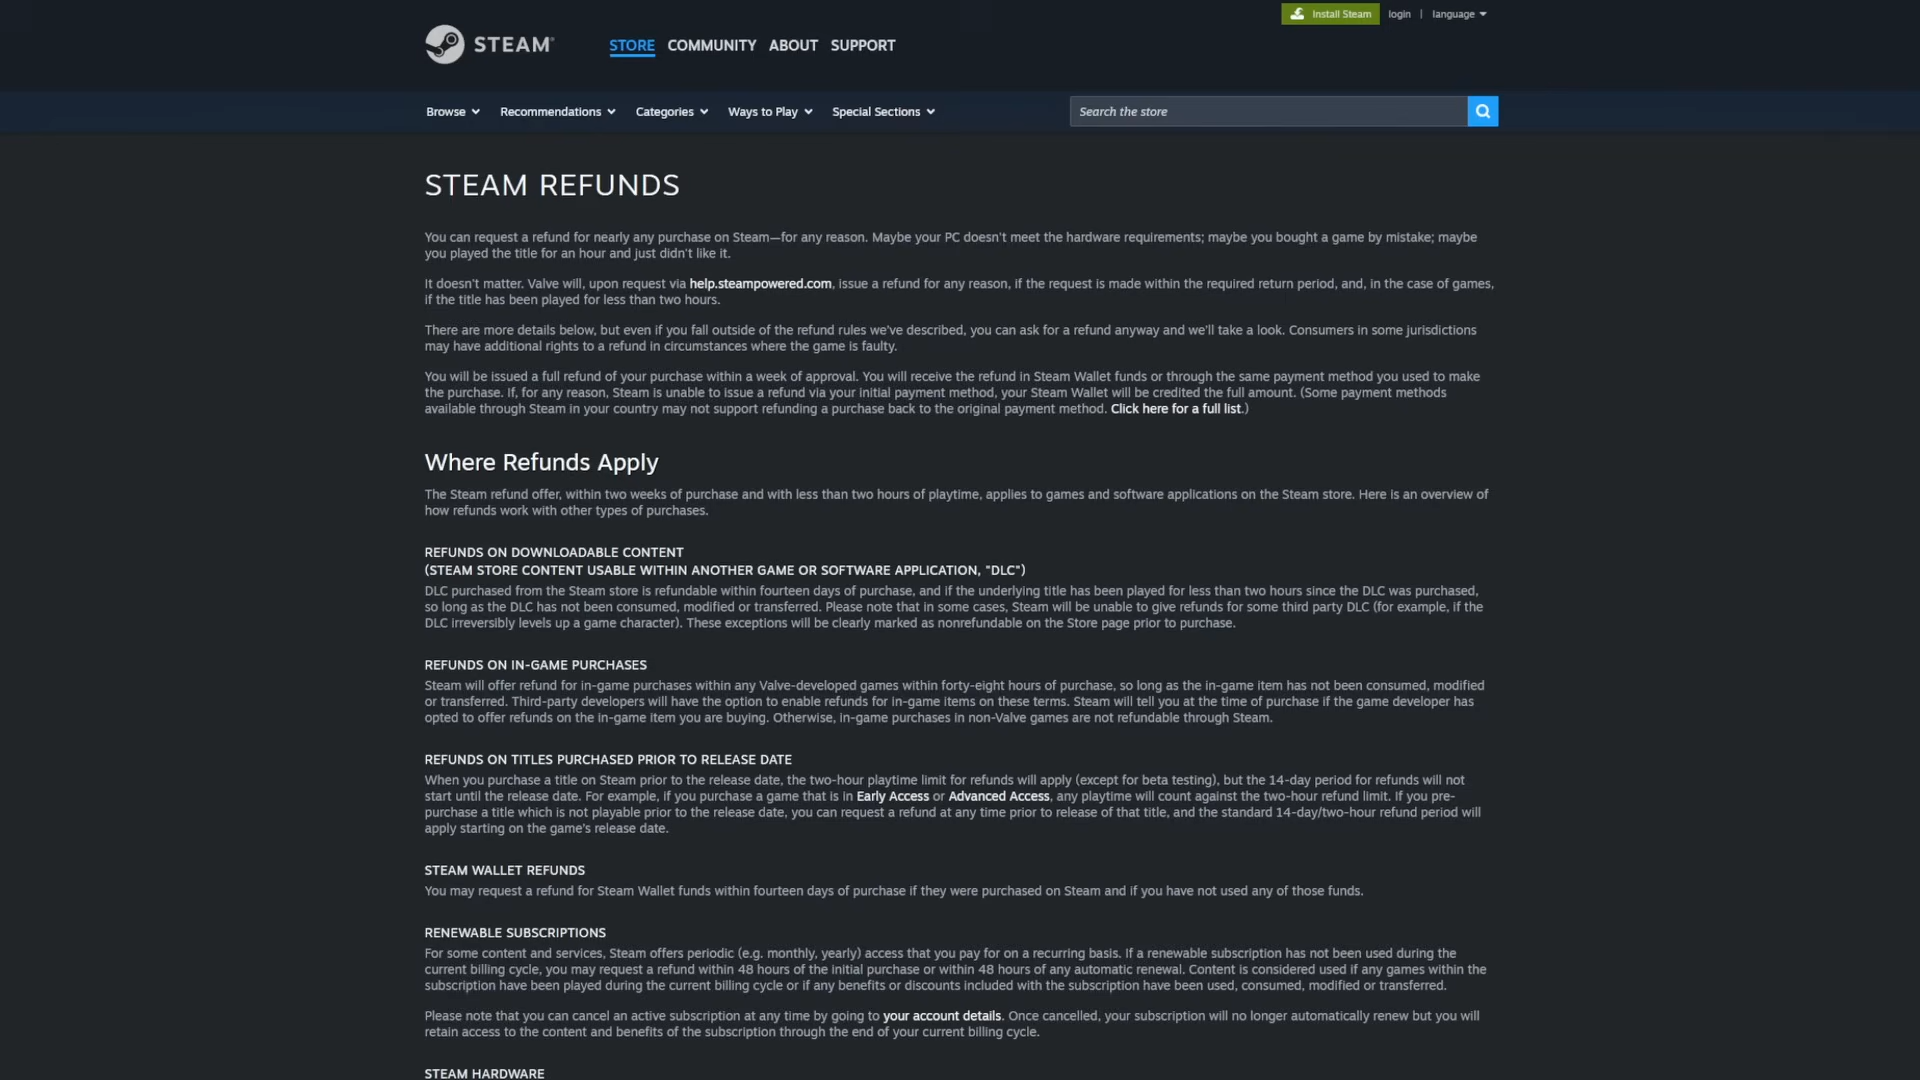 Install Steam login | language
STEAM® STORE COMMUNITY ABOUT SUPPORT
Browse Recommendations Categories Ways to Play Special Sections Search the store
STEAM REFUNDS
You can request a refund for nearly any purchase on Steam—for any reason. Maybe your PC doesn't meet the hardware requirements; maybe you bought a game by mistake; maybe
you played the title for an hour and just didn't like it.
It doesn't matter. Valve will, upon request via help.steampowered.com, issue a refund for any reason, if the request is made within the required return period, and, in the case of games,
if the title has been played for less than two hours.
There are more details below, but even if you fall outside of the refund rules we've described, you can ask for a refund anyway and we'll take a look. Consumers in some jurisdictions
may have additional rights to a refund in circumstances where the game is faulty.
You will be issued a full refund of your purchase within a week of approval. You will receive the refund in Steam Wallet funds or through the same payment method you used to make
the purchase. If, for any reason, Steam is unable to issue a refund via your initial payment method, your Steam Wallet will be credited the full amount. (Some payment methods
available through Steam in your country may not support refunding a purchase back to the original payment method. Click here for a full list.)
Where Refunds Apply
The Steam refund offer, within two weeks of purchase and with less than two hours of playtime, applies to games and software applications on the Steam store. Here is an overview of
how refunds work with other types of purchases.
REFUNDS ON DOWNLOADABLE CONTENT
(STEAM STORE CONTENT USABLE WITHIN ANOTHER GAME OR SOFTWARE APPLICATION, "DLC")
DLC purchased from the Steam store is refundable within fourteen days of purchase, and if the underlying title has been played for less than two hours since the DLC was purchased,
so long as the DLC has not been consumed, modified or transferred. Please note that in some cases, Steam will be unable to give refunds for some third party DLC (for example, if the
DLC irreversibly levels up a game character). These exceptions will be clearly marked as nonrefundable on the Store page prior to purchase.
REFUNDS ON IN-GAME PURCHASES
Steam will offer refund for in-game purchases within any Valve-developed games within forty-eight hours of purchase, so long as the in-game item has not been consumed, modified
or transferred. Third-party developers will have the option to enable refunds for in-game items on these terms. Steam will tell you at the time of purchase if the game developer has
opted to offer refunds on the in-game item you are buying. Otherwise, in-game purchases in non-Valve games are not refundable through Steam.
REFUNDS ON TITLES PURCHASED PRIOR TO RELEASE DATE
When you purchase a title on Steam prior to the release date, the two-hour playtime limit for refunds will apply (except for beta testing), but the 14-day period for refunds will not
start until the release date. For example, if you purchase a game that is in Early Access or Advanced Access, any playtime will count against the two-hour refund limit. If you pre-
purchase a title which is not playable prior to the release date, you can request a refund at any time prior to release of that title, and the standard 14-day/two-hour refund period will
apply starting on the game's release date.
STEAM WALLET REFUNDS
You may request a refund for Steam Wallet funds within fourteen days of purchase if they were purchased on Steam and if you have not used any of those funds.
RENEWABLE SUBSCRIPTIONS
For some content and services, Steam offers periodic (e.g. monthly, yearly) access that you pay for on a recurring basis. If a renewable subscription has not been used during the
current billing cycle, you may request a refund within 48 hours of the initial purchase or within 48 hours of any automatic renewal. Content is considered used if any games within the
subscription have been played during the current billing cycle or if any benefits or discounts included with the subscription have been used, consumed, modified or transferred.
Please note that you can cancel an active subscription at any time by going to your account details. Once cancelled, your subscription will no longer automatically renew but you will
retain access to the content and benefits of the subscription through the end of your current billing cycle.
STEAM HARDWARE